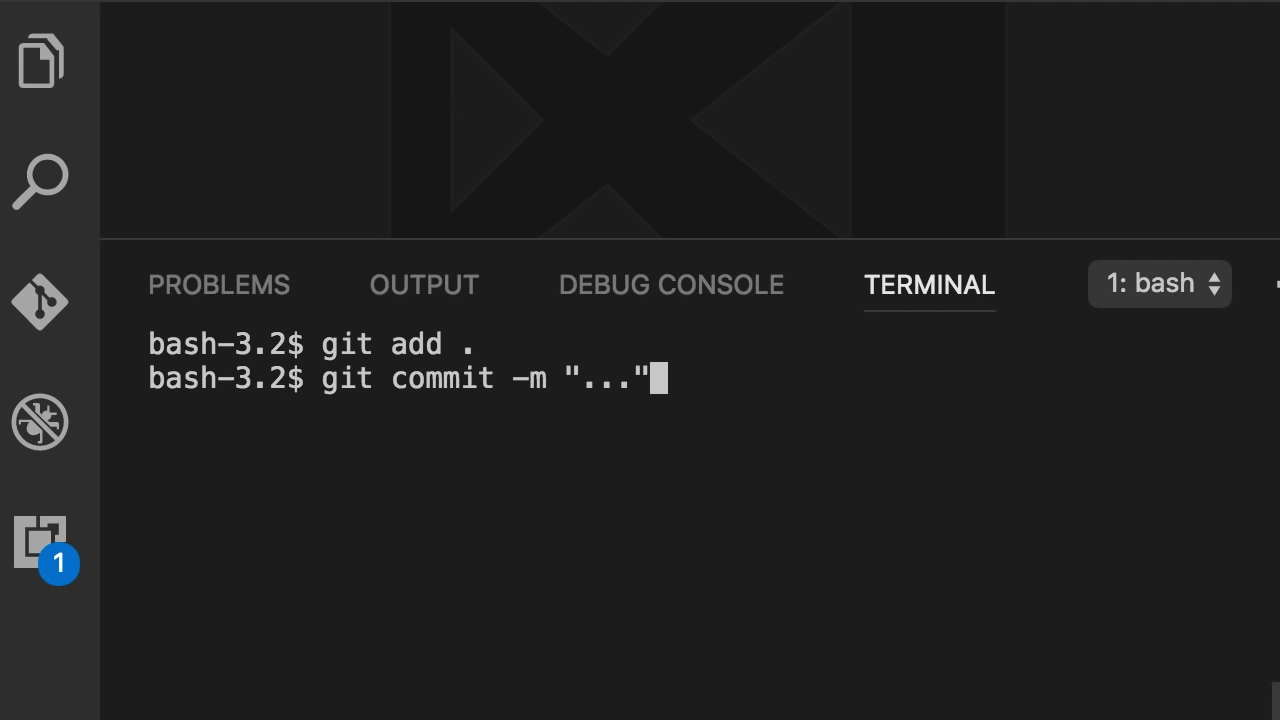 PROBLEMS OUTPUT DEBUG CONSOLE TERMINAL 1: bash
bash-3.2$ git add .
bash-3.2$ git commit -m "..."
1